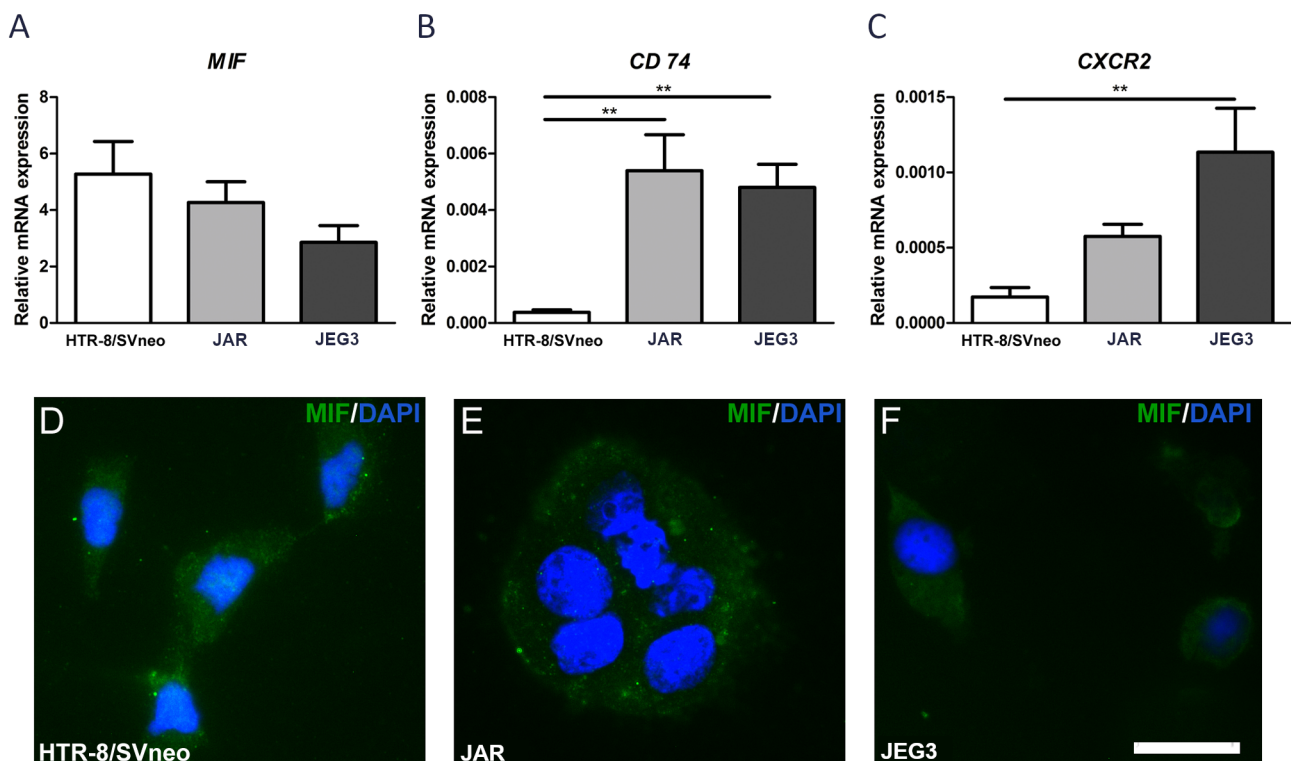 A
MIF
Relative mRNA expression
8
6
4
2
0
HTR-8/SVneo JAR JEG3
B
CD 74
Relative mRNA expression
0.008
0.006
0.004
0.002
0.000
**
**
HTR-8/SVneo JAR JEG3
C
CXCR2
Relative mRNA expression
0.0015
0.0010
0.0005
0.0000
**
HTR-8/SVneo JAR JEG3
D
MIF/DAPI
HTR-8/SVneo
E
MIF/DAPI
JAR
F
MIF/DAPI
JEG3